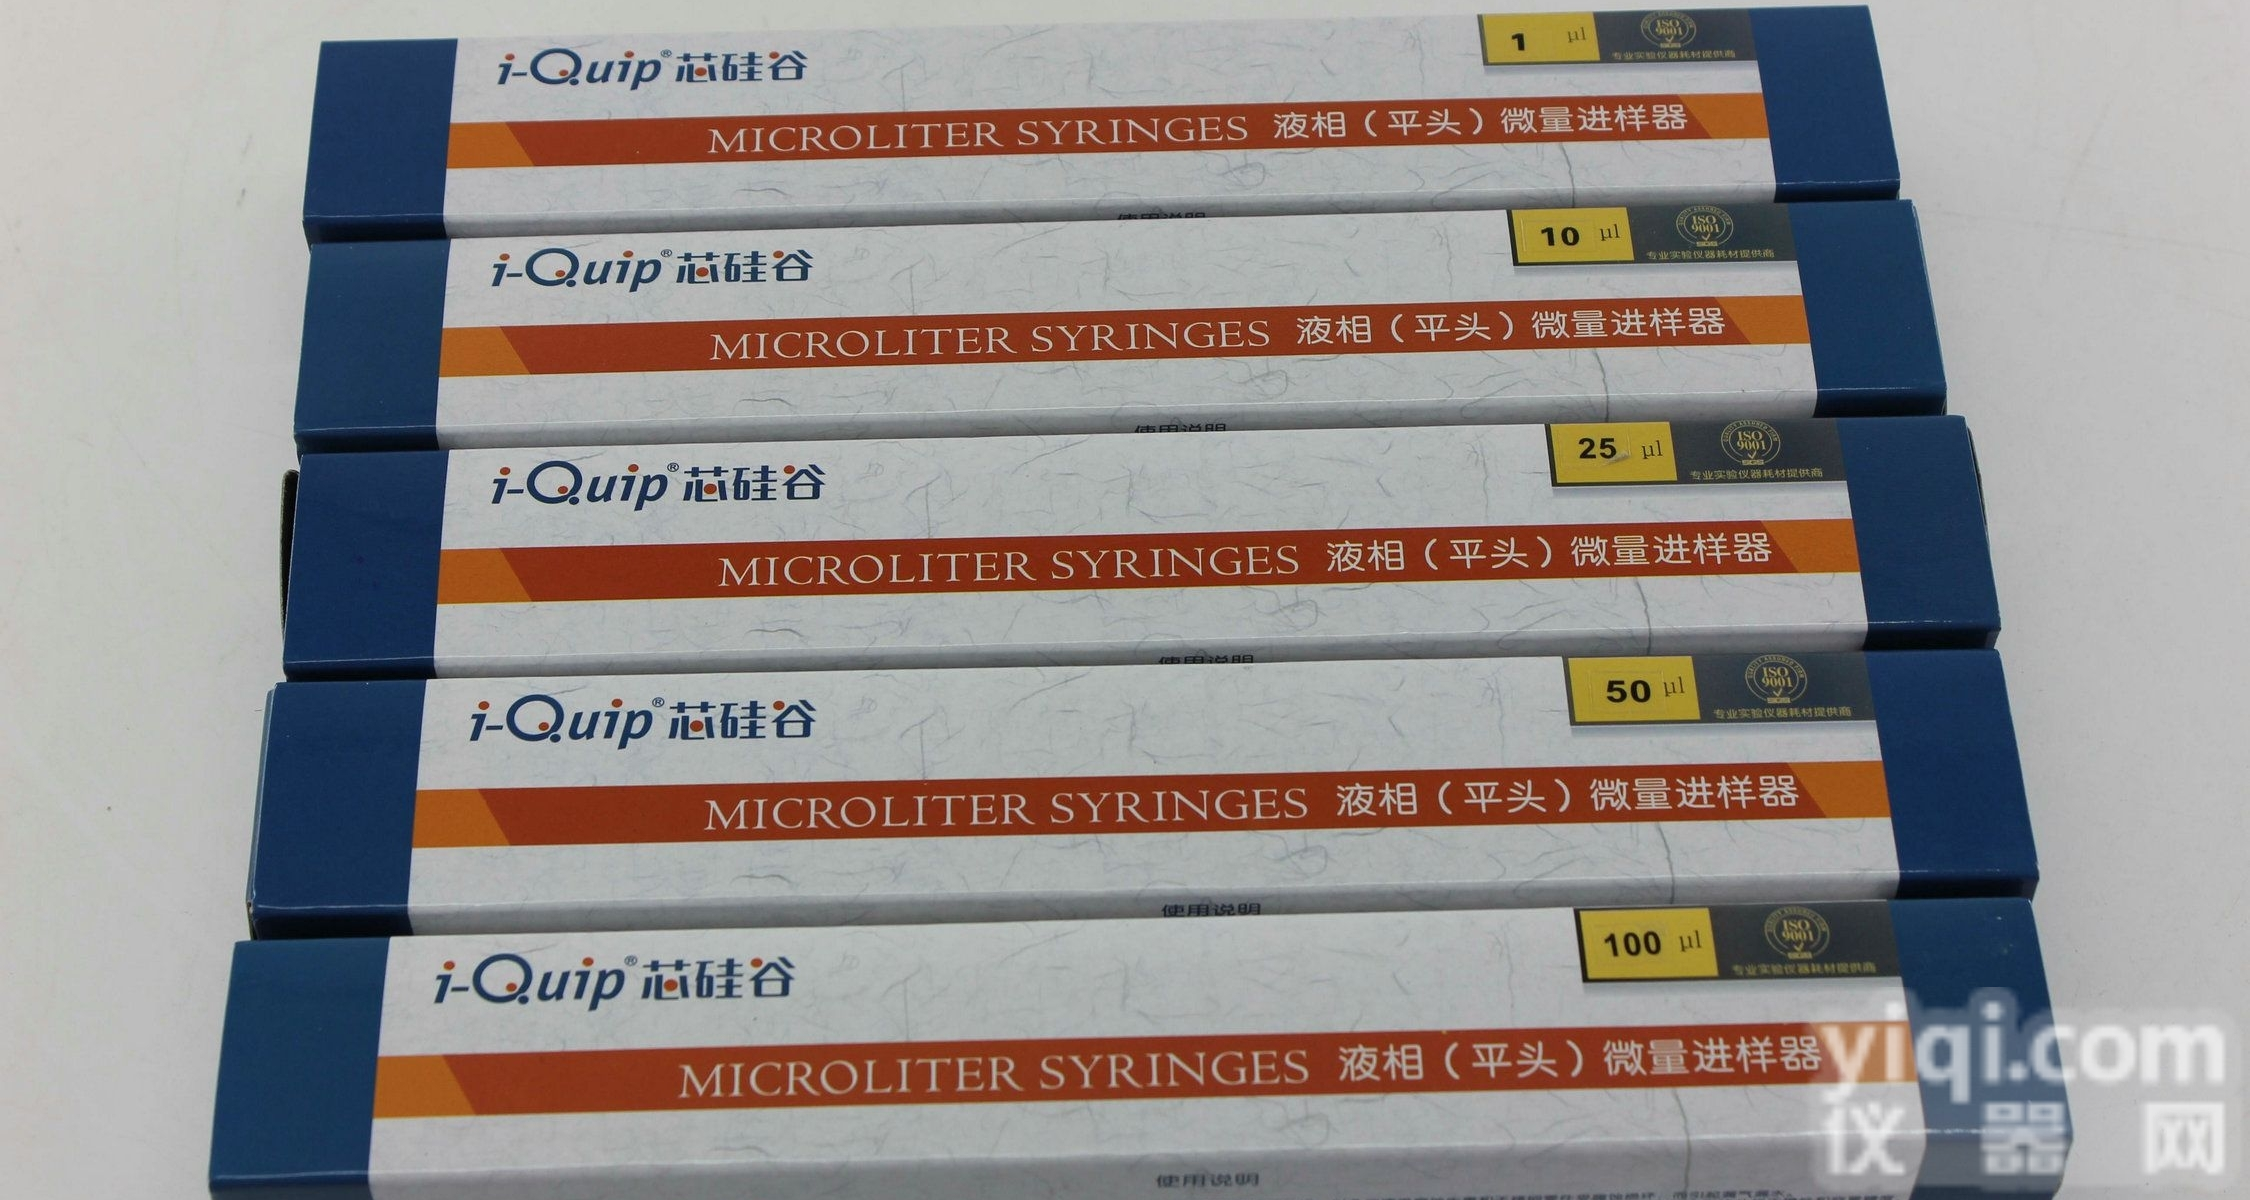 i-Quip®芯硅谷
1 µl
ISO 9001
SGS
专业实验仪器耗材提供商
MICROLITER SYRINGES 液相（平头）微量进样器
使用说明
i-Quip®芯硅谷
10 µl
ISO 9001
SGS
专业实验仪器耗材提供商
MICROLITER SYRINGES 液相（平头）微量进样器
使用说明
i-Quip®芯硅谷
25 µl
ISO 9001
SGS
专业实验仪器耗材提供商
MICROLITER SYRINGES 液相（平头）微量进样器
使用说明
i-Quip®芯硅谷
50 µl
ISO 9001
SGS
专业实验仪器耗材提供商
MICROLITER SYRINGES 液相（平头）微量进样器
使用说明
i-Quip®芯硅谷
100 µl
ISO 9001
SGS
专业实验仪器耗材提供商
MICROLITER SYRINGES 液相（平头）微量进样器
使用说明
yiqi.com
仪器网